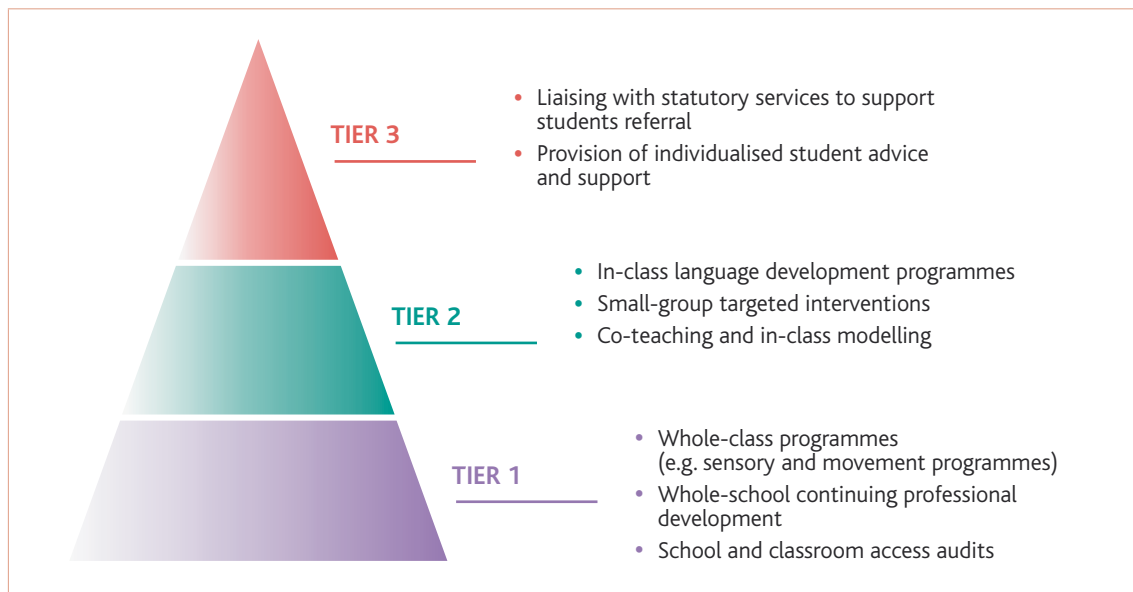 TIER 3
• Liaising with statutory services to support
students referral
• Provision of individualised student advice
and support
TIER 2
• In-class language development programmes
• Small-group targeted interventions
• Co-teaching and in-class modelling
TIER 1
• Whole-class programmes
(e.g. sensory and movement programmes)
• Whole-school continuing professional
development
• School and classroom access audits